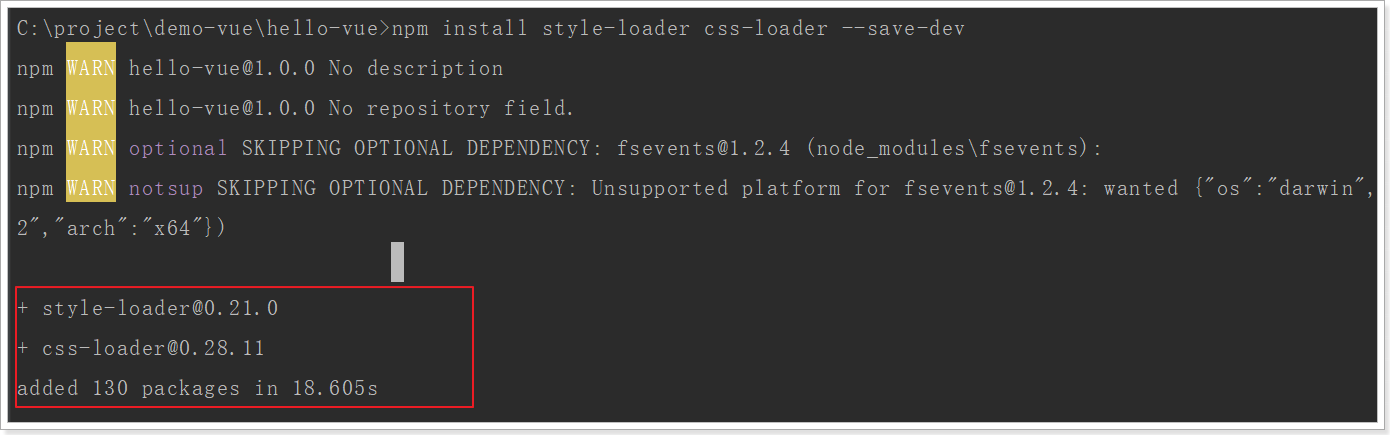 C:\project\demo-vue\hello-vue>npm install style-loader css-loader --save-dev
npm WARN hello-vue@1.0.0 No description
npm WARN hello-vue@1.0.0 No repository field.
npm WARN optional SKIPPING OPTIONAL DEPENDENCY: fsevents@1.2.4 (node_modules\fsevents):
npm WARN notsup SKIPPING OPTIONAL DEPENDENCY: Unsupported platform for fsevents@1.2.4: wanted {"os":"darwin",
2","arch":"x64"})
+ style-loader@0.21.0
+ css-loader@0.28.11
added 130 packages in 18.605s